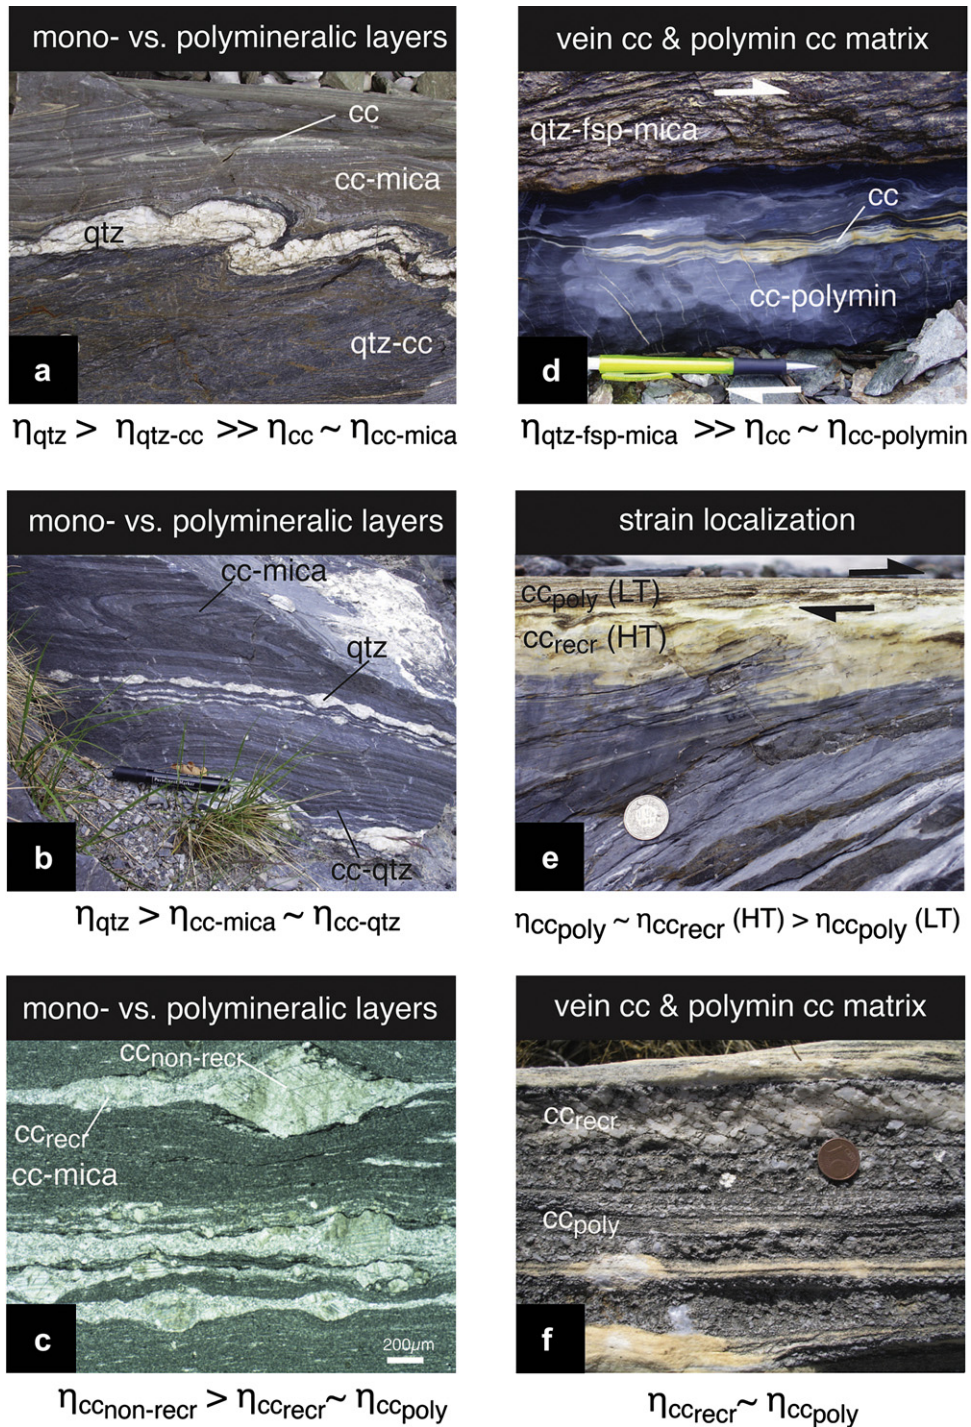 mono- vs. polymineralic layers
cc
cc-mica
qtz
qtz-cc
a
ηqtz > ηqtz-cc >> ηcc ~ ηcc-mica
mono- vs. polymineralic layers
cc-mica
qtz
cc-qtz
b
ηqtz > ηcc-mica ~ ηcc-qtz
mono- vs. polymineralic layers
ccnon-recr
ccrecr
cc-mica
200µm
c
ηccnon-recr > ηccrecr ~ ηccpoly
vein cc & polymin cc matrix
qtz-fsp-mica
cc
cc-polymin
d
ηqtz-fsp-mica >> ηcc ~ ηcc-polymin
strain localization
ccpoly (LT)
ccrecr (HT)
e
ηccpoly ~ ηccrecr (HT) > ηccpoly (LT)
vein cc & polymin cc matrix
ccrecr
ccpoly
f
ηccrecr ~ ηccpoly